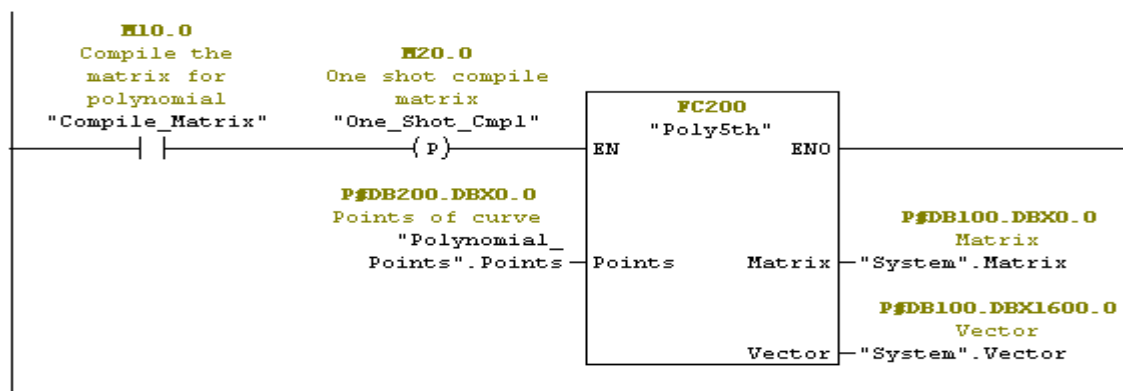 M10.0
Compile the
matrix for
polynomial
"Compile_Matrix"
M20.0
One shot compile
matrix
"One_Shot_Cmpl"
(P)
FC200
"Poly5th"
EN
ENO
P#DB200.DBX0.0
Points of curve
"Polynomial_
Points".Points
Points
Matrix
P#DB100.DBX0.0
Matrix
"System".Matrix
Vector
P#DB100.DBX1600.0
Vector
"System".Vector